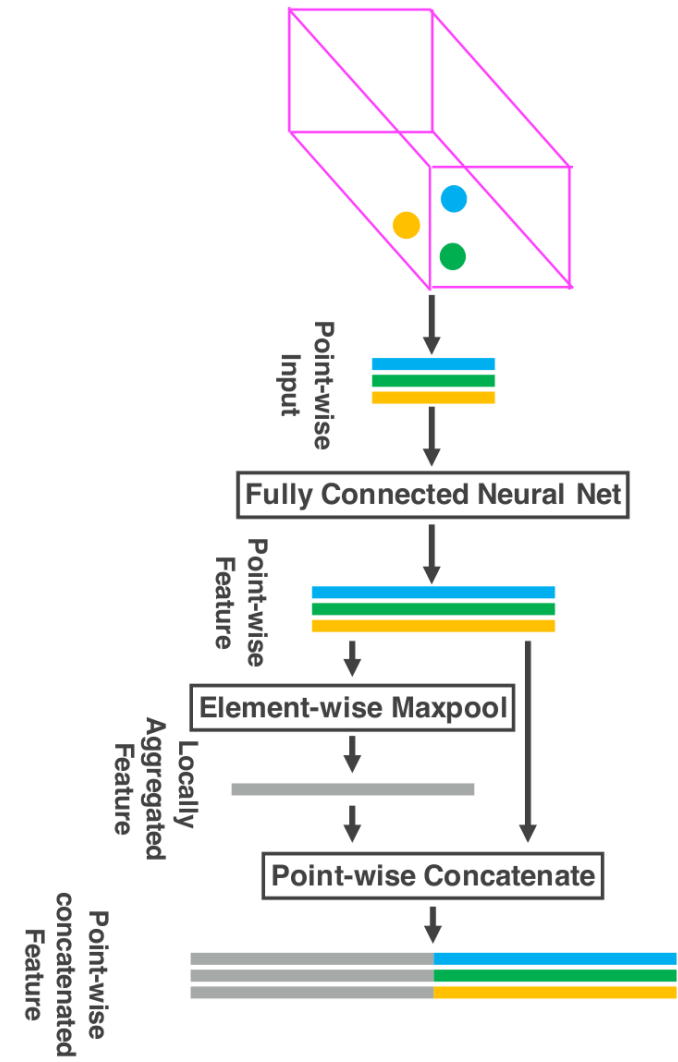 Point-wise
Input
Fully Connected Neural Net
Point-wise
Feature
Element-wise Maxpool
Locally
Aggregated
Feature
Point-wise Concatenate
Point-wise
concatenated
Feature